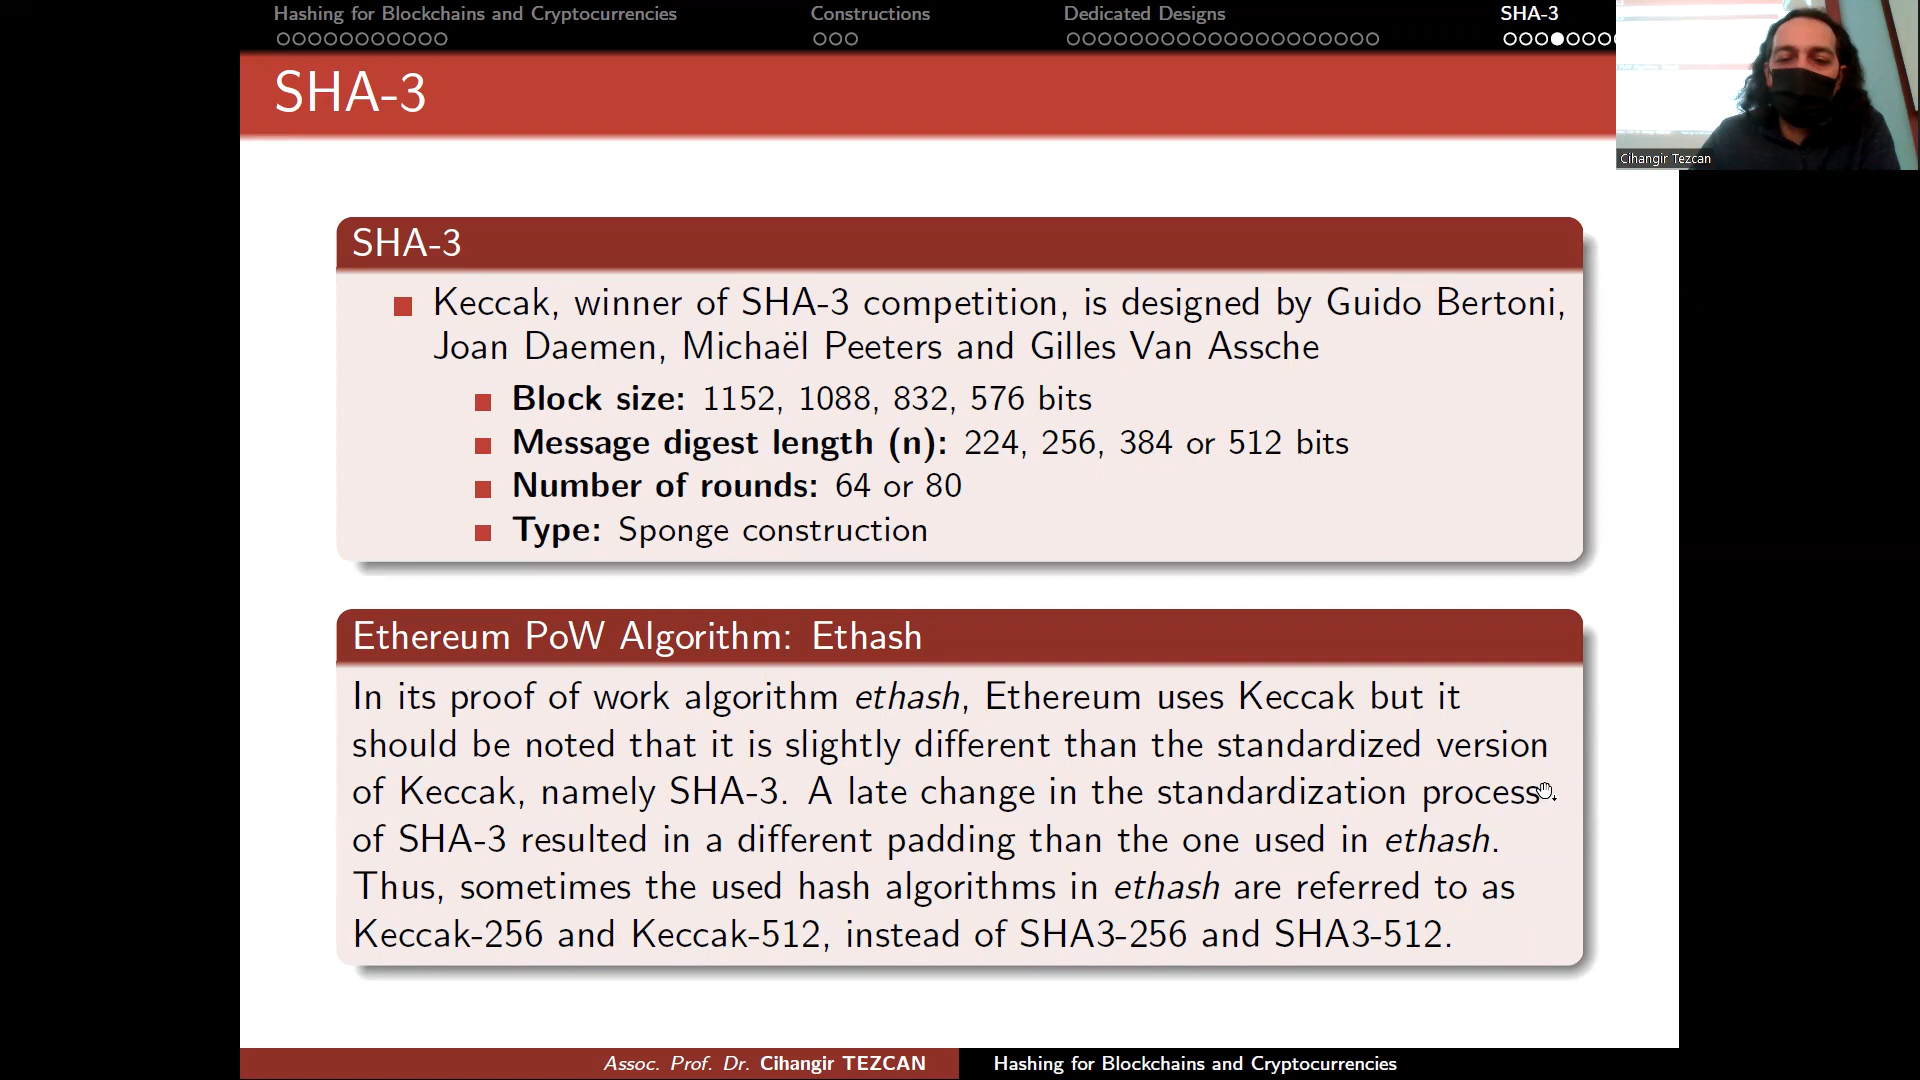 Hashing for Blockchains and Cryptocurrencies
Constructions
Dedicated Designs
SHA-3
SHA-3
Cihangir Tezcan
SHA-3
Keccak, winner of SHA-3 competition, is designed by Guido Bertoni,
Joan Daemen, Michaël Peeters and Gilles Van Assche
Block size: 1152, 1088, 832, 576 bits
Message digest length (n): 224, 256, 384 or 512 bits
Number of rounds: 64 or 80
Type: Sponge construction
Ethereum PoW Algorithm: Ethash
In its proof of work algorithm ethash, Ethereum uses Keccak but it
should be noted that it is slightly different than the standardized version
of Keccak, namely SHA-3. A late change in the standardization process
of SHA-3 resulted in a different padding than the one used in ethash.
Thus, sometimes the used hash algorithms in ethash are referred to as
Keccak-256 and Keccak-512, instead of SHA3-256 and SHA3-512.
Assoc. Prof. Dr. Cihangir TEZCAN
Hashing for Blockchains and Cryptocurrencies